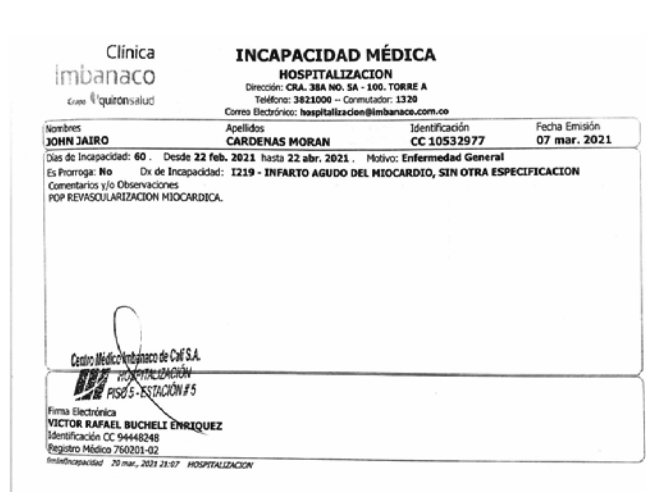 Clínica
imbanaco
Grupo quironsalud
INCAPACIDAD MÉDICA
HOSPITALIZACION
Dirección: CRA. 38A NO. 5A - 100. TORRE A
Teléfono: 3821000 -- Conmutador: 1320
Correo Electrónico: hospitalizacion@imbanaco.com.co
Nombres Apellidos Identificación Fecha Emisión
JOHN JAIRO CARDENAS MORAN CC 10532977 07 mar. 2021
Días de Incapacidad: 60 . Desde 22 feb. 2021 hasta 22 abr. 2021 . Motivo: Enfermedad General
Es Prorroga: No Dx de Incapacidad: I219 - INFARTO AGUDO DEL MIOCARDIO, SIN OTRA ESPECIFICACION
Comentarios y/o Observaciones
POP REVASCULARIZACION MIOCARDICA.
Centro Médico Imbanaco de Cali S.A.
HOSPITALIZACIÓN
PISO 5 - ESTACIÓN # 5
Firma Electrónica
VICTOR RAFAEL BUCHELI ENRIQUEZ
Identificación CC 94448248
Registro Médico 760201-02
20 mar., 2021 21:07 HOSPITALIZACION